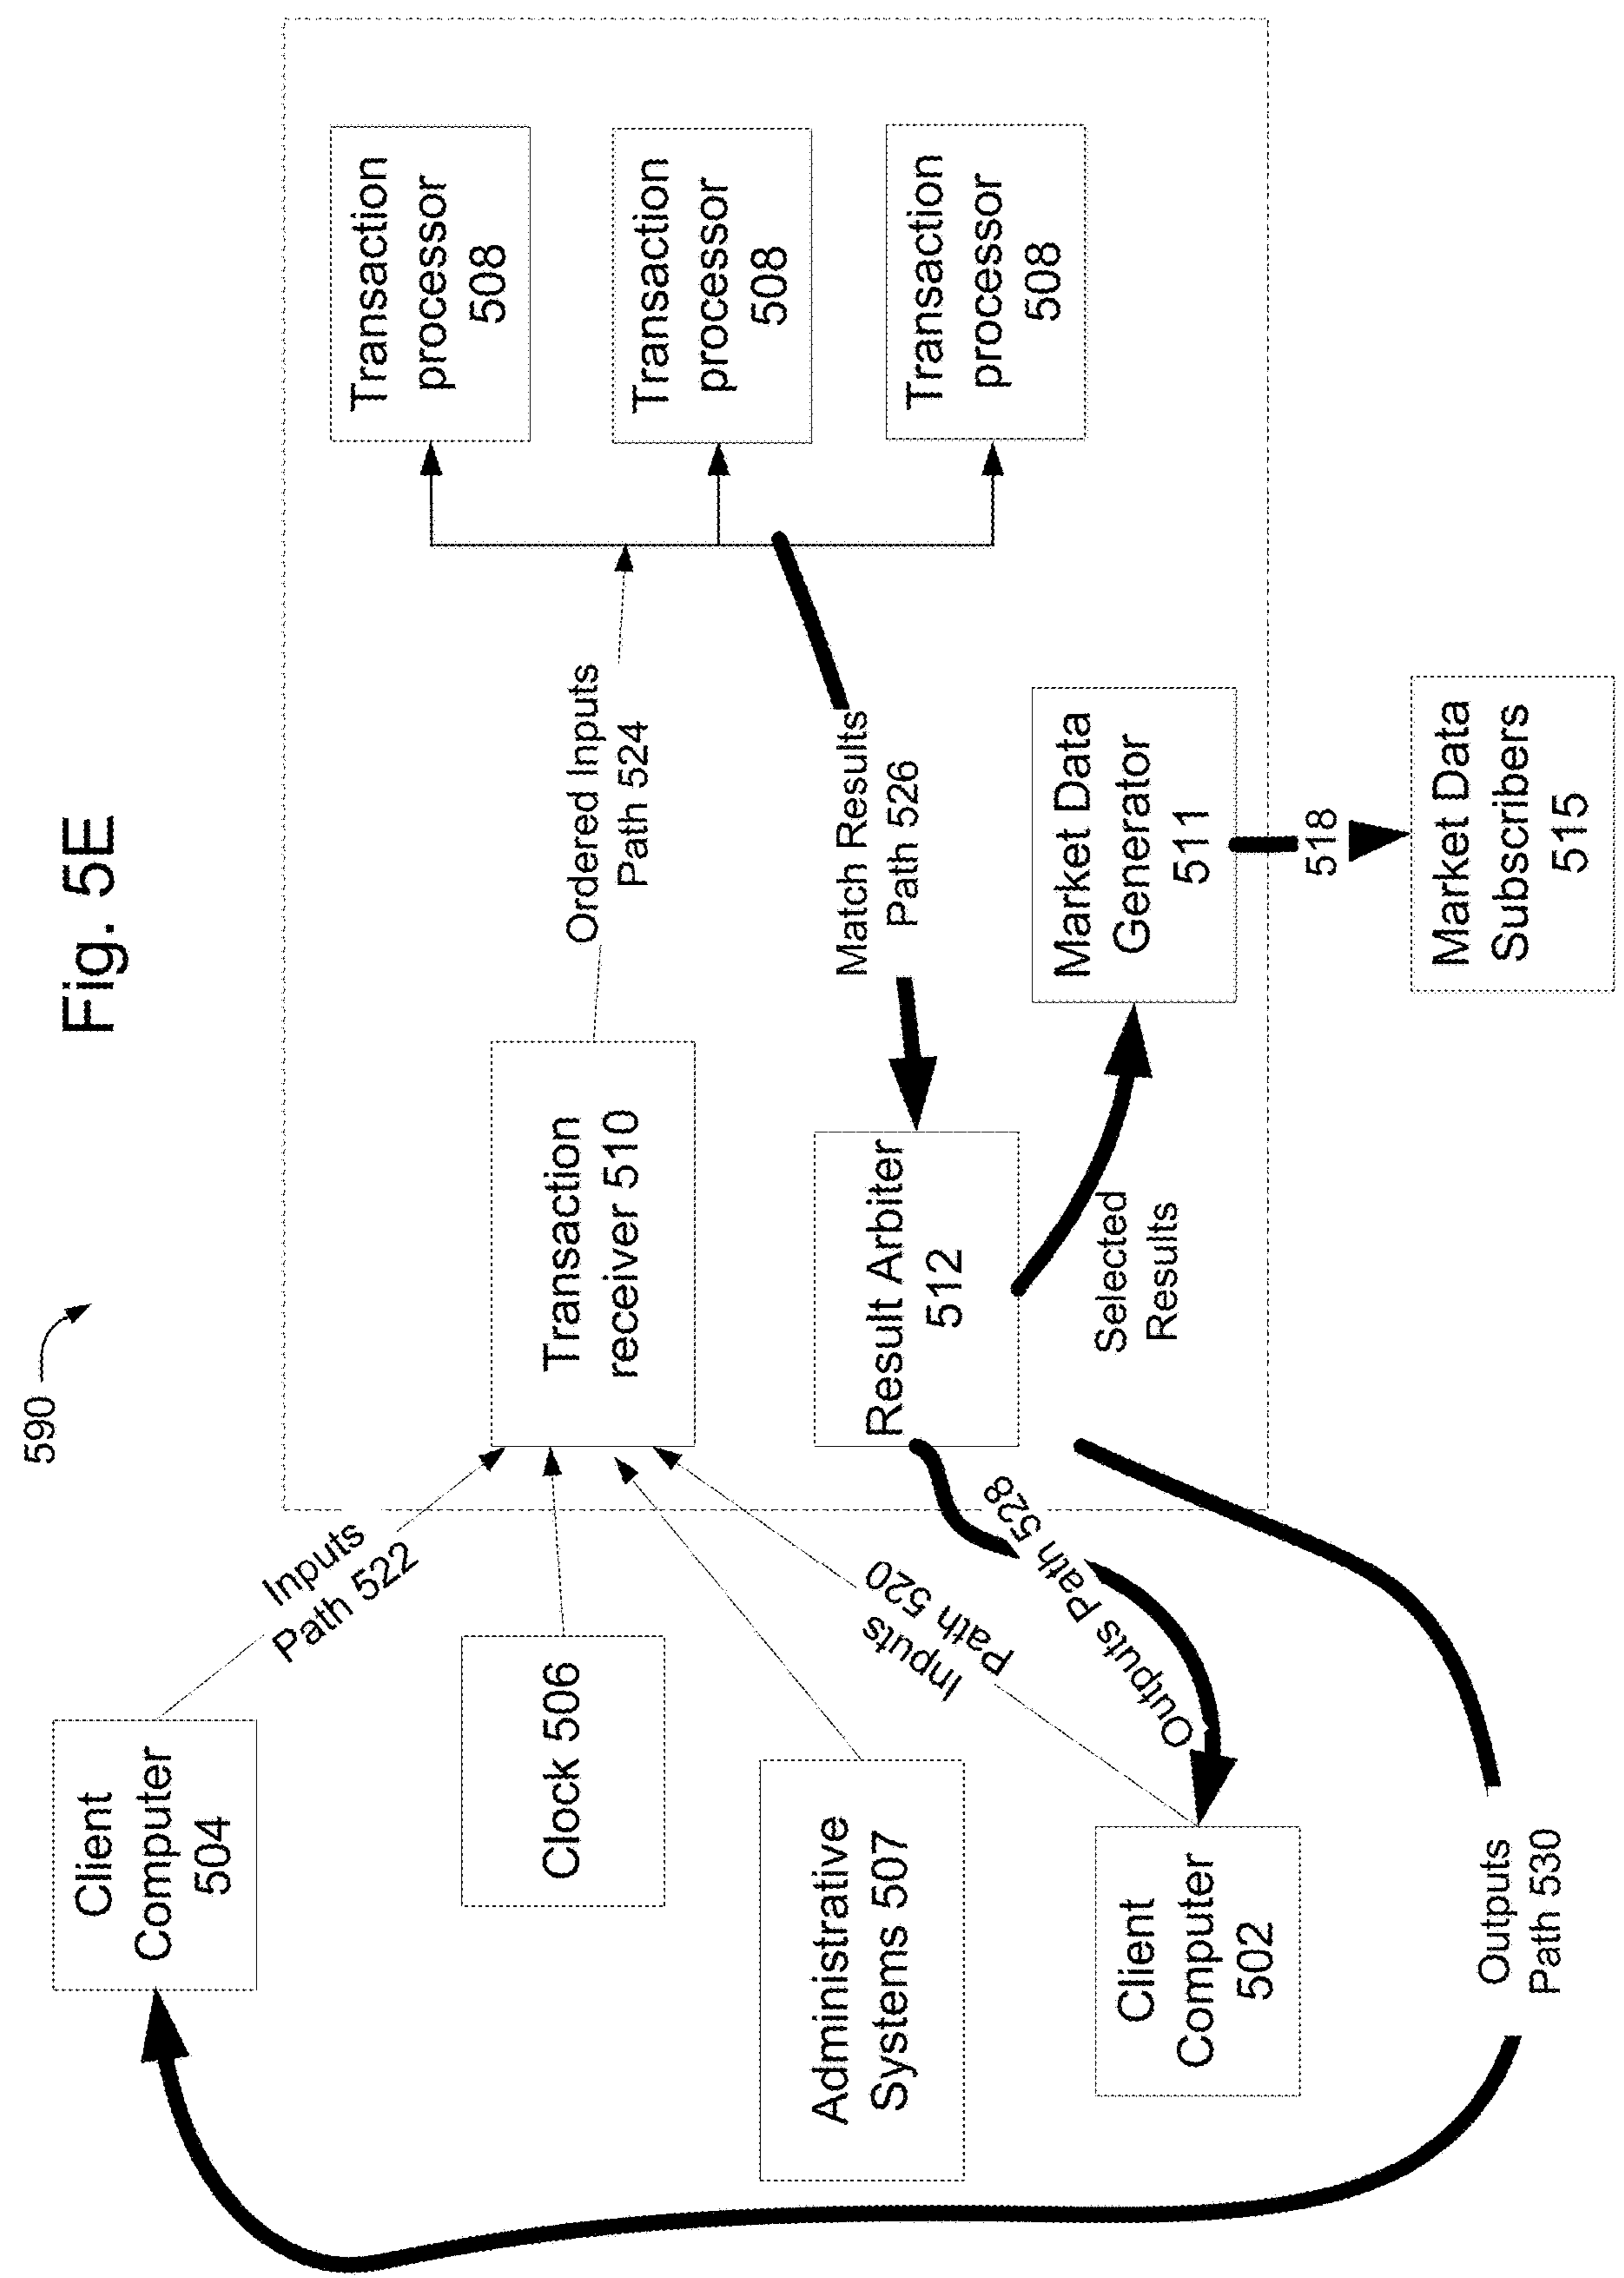 Fig. 5E
590
Client
Computer
504
Inputs
Path 522
Clock 506
Administrative
Systems 507
Inputs
Path 520
Client
Computer
502
Transaction
receiver 510
Ordered Inputs
Path 524
Transaction
processor
508
Transaction
processor
508
Transaction
processor
508
Match Results
Path 526
Result Arbiter
512
Outputs Path 528
Selected
Results
Market Data
Generator
511
518
Market Data
Subscribers
515
Outputs
Path 530